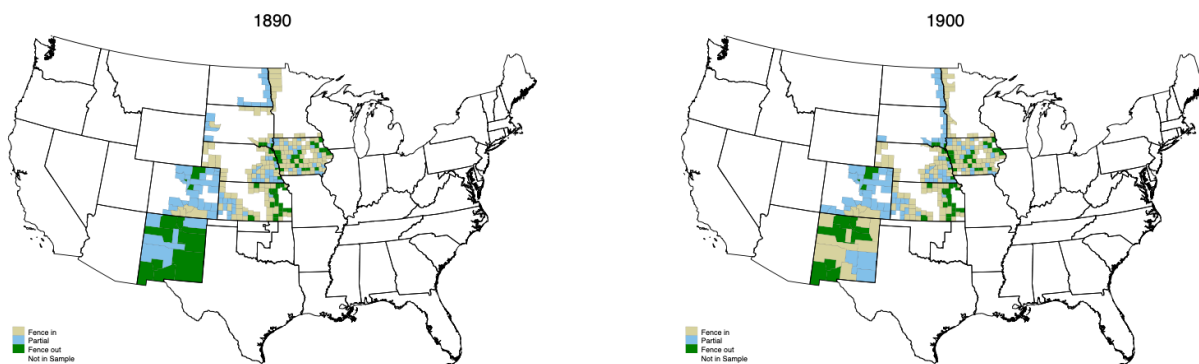 1890
Fence in
Partial
Fence out
Not in Sample
1900
Fence in
Partial
Fence out
Not in Sample